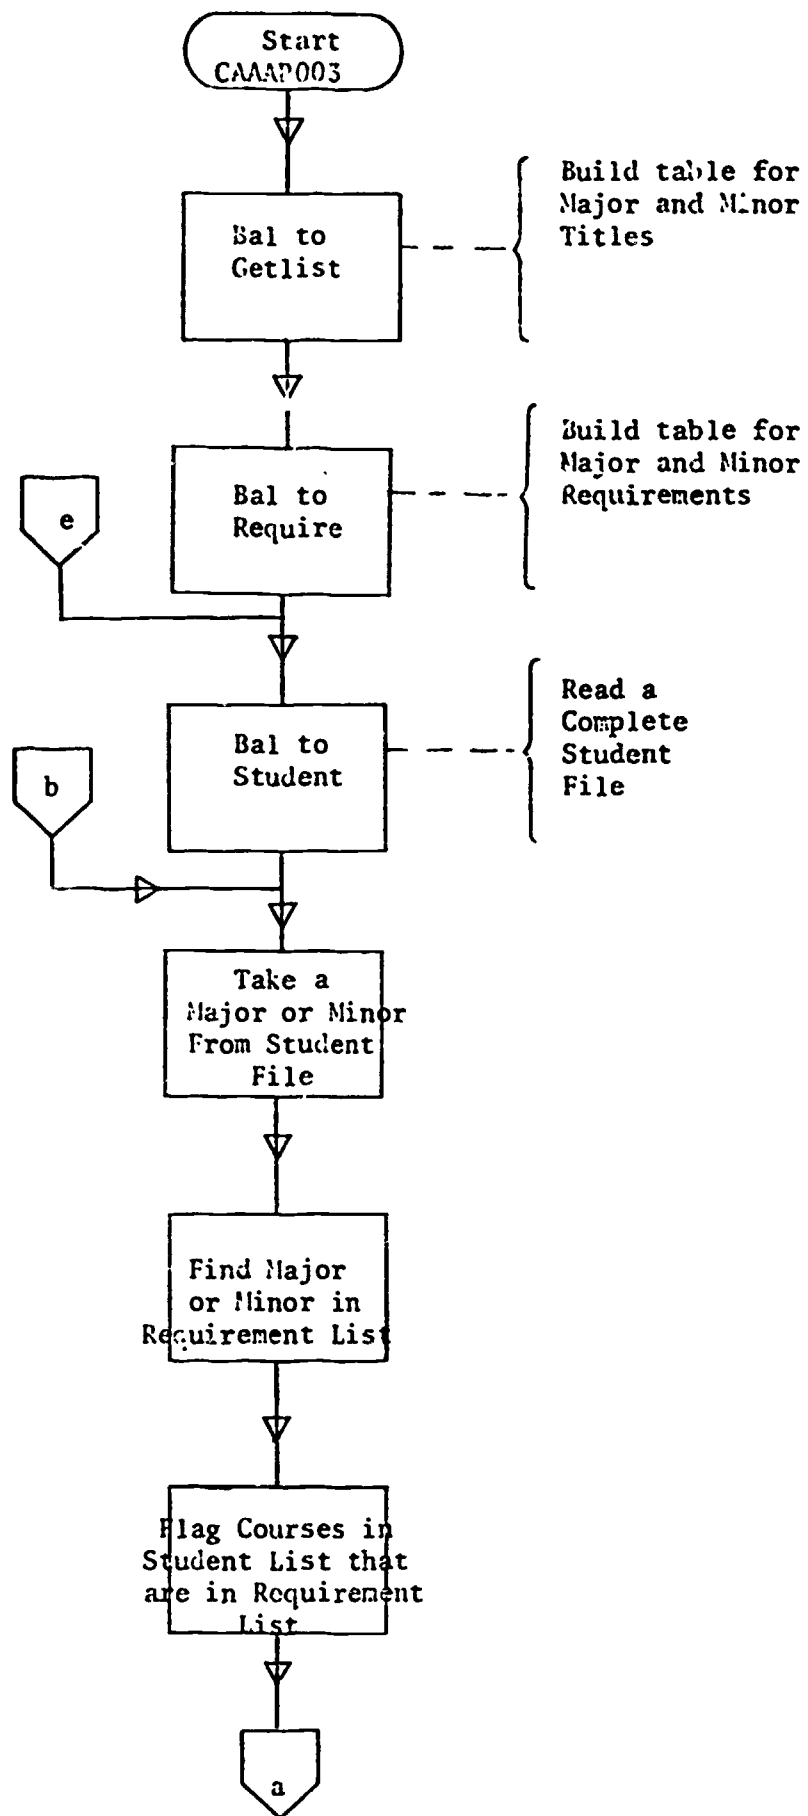 Start
CAAAP003
Bal to
Getlist
Build table for
Major and Minor
Titles
Bal to
Require
Build table for
Major and Minor
Requirements
e
Bal to
Student
Read a
Complete
Student
File
b
Take a
Major or Minor
From Student
File
Find Major
or Minor in
Requirement List
Flag Courses in
Student List that
are in Requirement
List
a